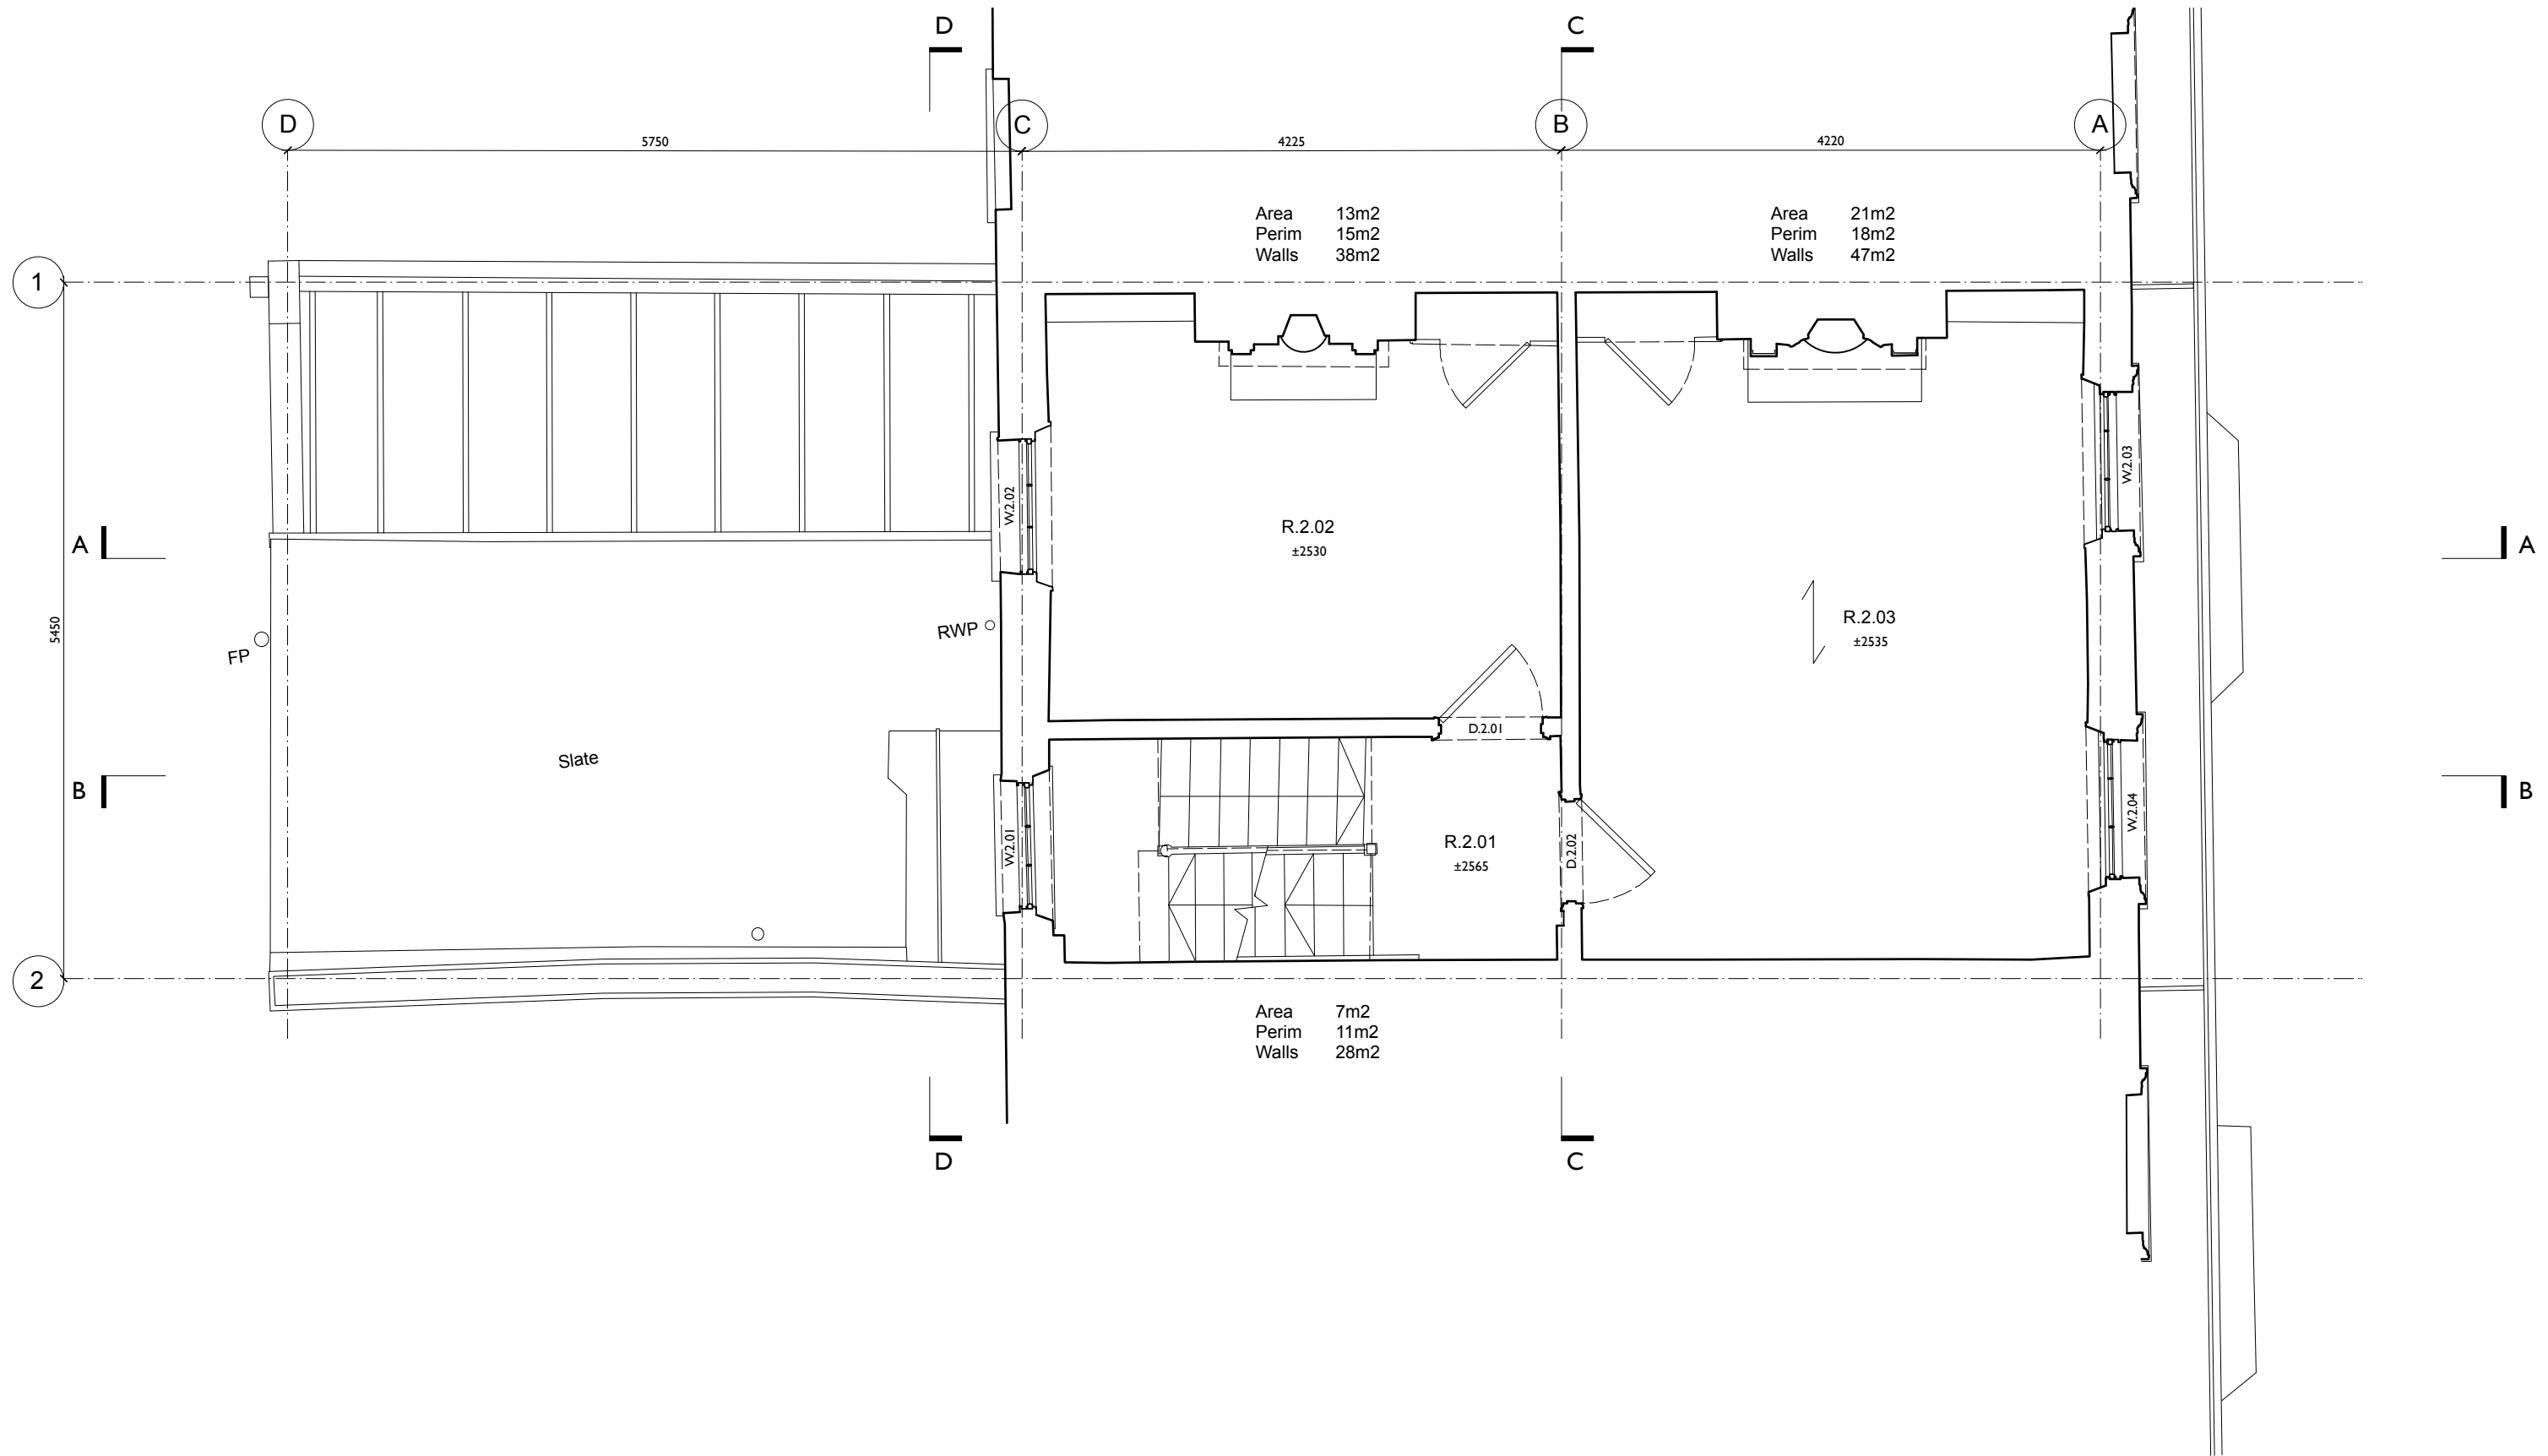 D
C
D
C
B
A
5750
4225
4220
Area 13m2
Perim 15m2
Walls 38m2
Area 21m2
Perim 18m2
Walls 47m2
1
W.2.03
W.2.02
A
R.2.02
±2530
A
5450
FP
RWP
R.2.03
±2535
D.2.01
Slate
B
B
W.2.04
W.2.01
R.2.01
±2565
D.2.02
2
Area 7m2
Perim 11m2
Walls 28m2
D
C